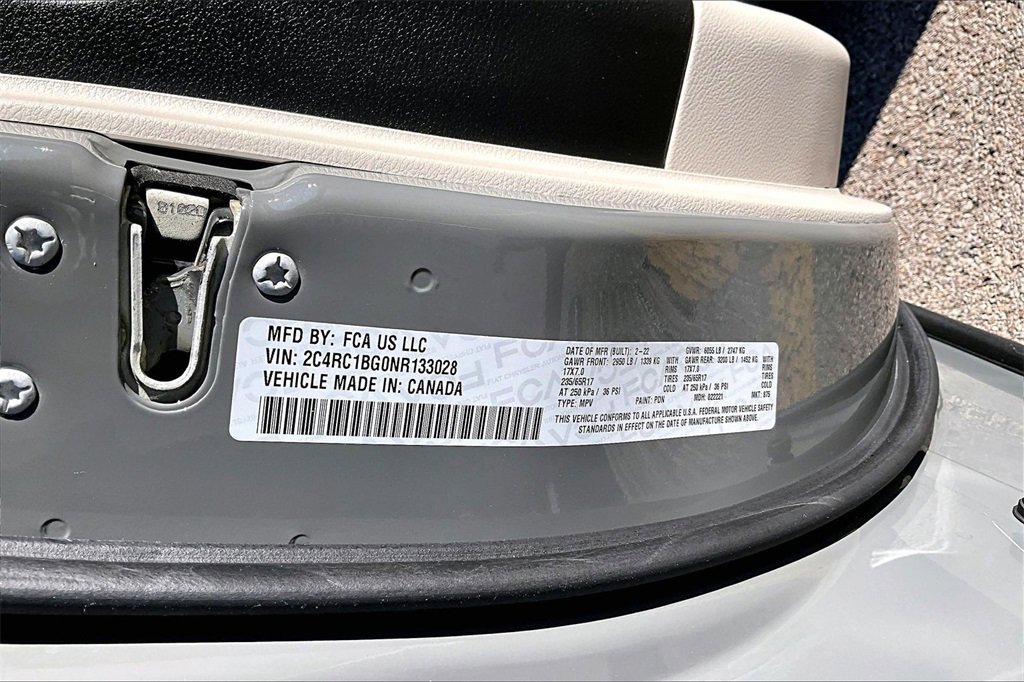 81020
MFD BY: FCA US LLC
VIN: 2C4RC1BG0NR133028
VEHICLE MADE IN: CANADA
DATE OF MFR (BUILT): 2-22 GVWR: 6055 LB / 2747 KG
GAWR FRONT: 2950 LB / 1339 KG WITH GAWR REAR: 3200 LB / 1452 KG WITH
17X7.0 RIMS 17X7.0 RIMS
235/65R17 TIRES 235/65R17 TIRES
AT 250 kPa / 36 PSI COLD AT 250 kPa / 36 PSI COLD
TYPE: MPV PAINT: PDN MDH: 022221 MKT: 875
THIS VEHICLE CONFORMS TO ALL APPLICABLE U.S.A. FEDERAL MOTOR VEHICLE SAFETY
STANDARDS IN EFFECT ON THE DATE OF MANUFACTURE SHOWN ABOVE.